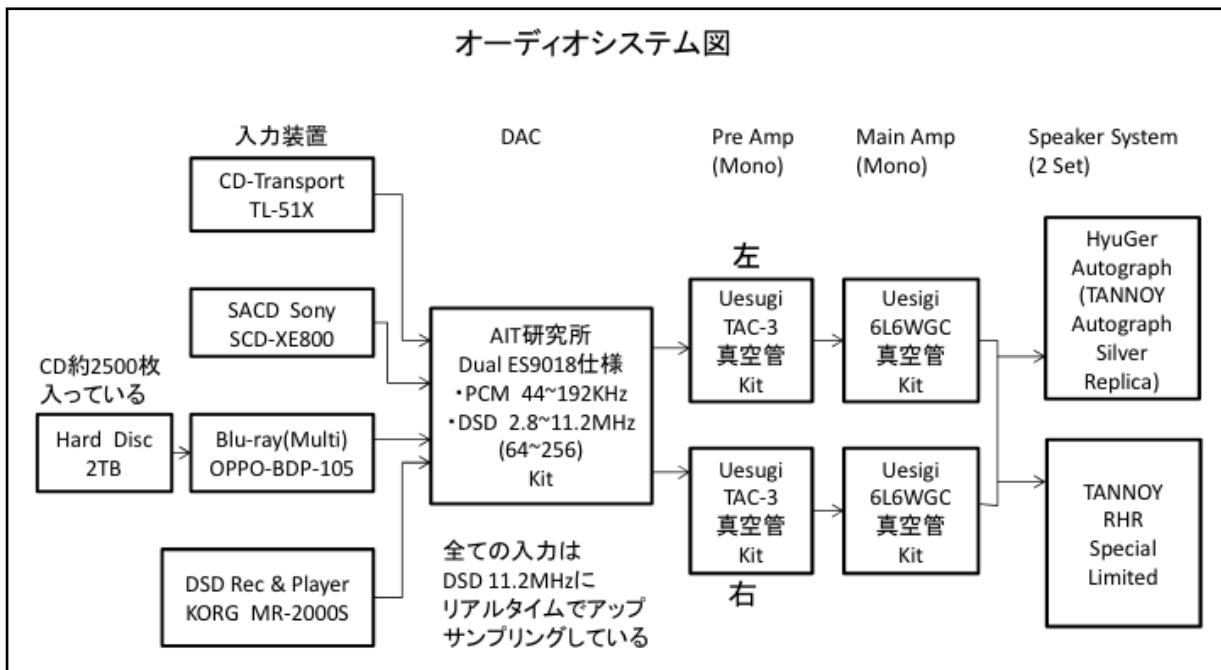 オーディオシステム図
入力装置
DAC
Pre Amp
(Mono)
Main Amp
(Mono)
Speaker System
(2 Set)
CD-Transport
TL-51X
SACD Sony
SCD-XE800
CD約2500枚
入っている
Hard Disc
2TB
Blu-ray(Multi)
OPPO-BDP-105
DSD Rec & Player
KORG MR-2000S
AIT研究所
Dual ES9018仕様
・PCM 44~192KHz
・DSD 2.8~11.2MHz
(64~256)
Kit
全ての入力は
DSD 11.2MHzに
リアルタイムでアップ
サンプリングしている
左
Uesugi
TAC-3
真空管
Kit
Uesigi
6L6WGC
真空管
Kit
Uesugi
TAC-3
真空管
Kit
右
Uesigi
6L6WGC
真空管
Kit
HyuGer
Autograph
(TANNOY
Autograph
Silver
Replica)
TANNOY
RHR
Special
Limited